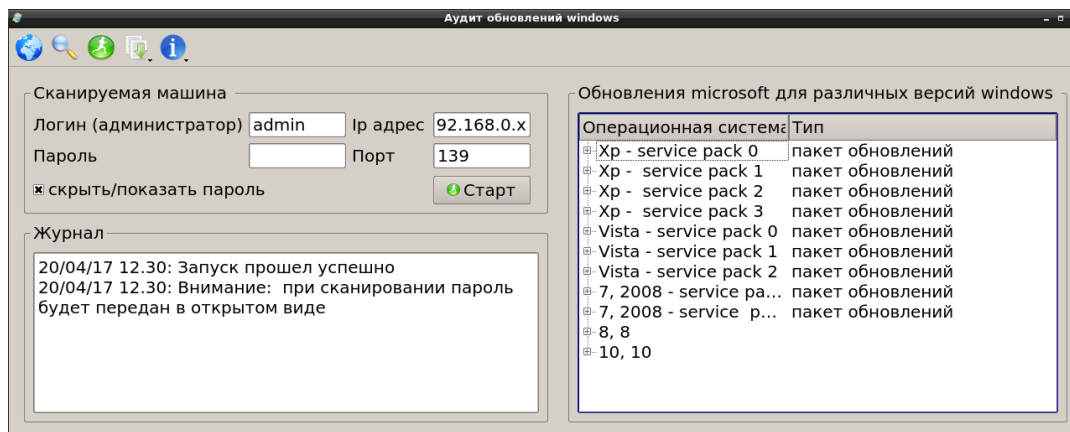 Аудит обновлений windows
Сканируемая машина
Логин (администратор) admin Ip адрес 92.168.0.x
Пароль Порт 139
скрыть/показать пароль Старт
Журнал
20/04/17 12.30: Запуск прошел успешно
20/04/17 12.30: Внимание: при сканировании пароль
будет передан в открытом виде
Обновления microsoft для различных версий windows
Операционная система Тип
Xp - service pack 0 пакет обновлений
Xp - service pack 1 пакет обновлений
Xp - service pack 2 пакет обновлений
Xp - service pack 3 пакет обновлений
Vista - service pack 0 пакет обновлений
Vista - service pack 1 пакет обновлений
Vista - service pack 2 пакет обновлений
7, 2008 - service pa... пакет обновлений
7, 2008 - service p... пакет обновлений
8, 8
10, 10